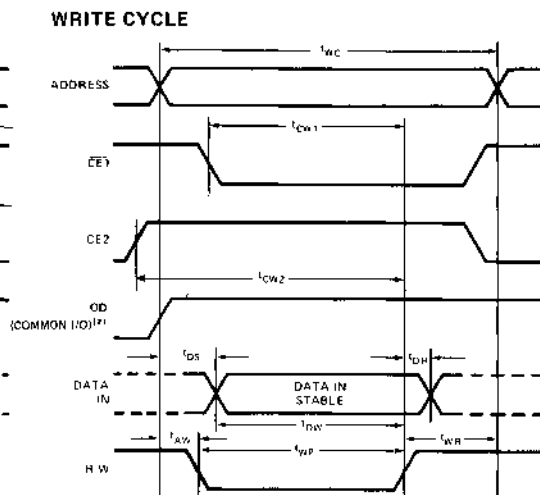 WRITE CYCLE
tWC
ADDRESS
tCW1
CE1
CE2
tCW2
OD
(COMMON I/O)[2]
tDS
tDH
DATA
IN
DATA IN
STABLE
tDW
tAW
tWP
tWR
R/W